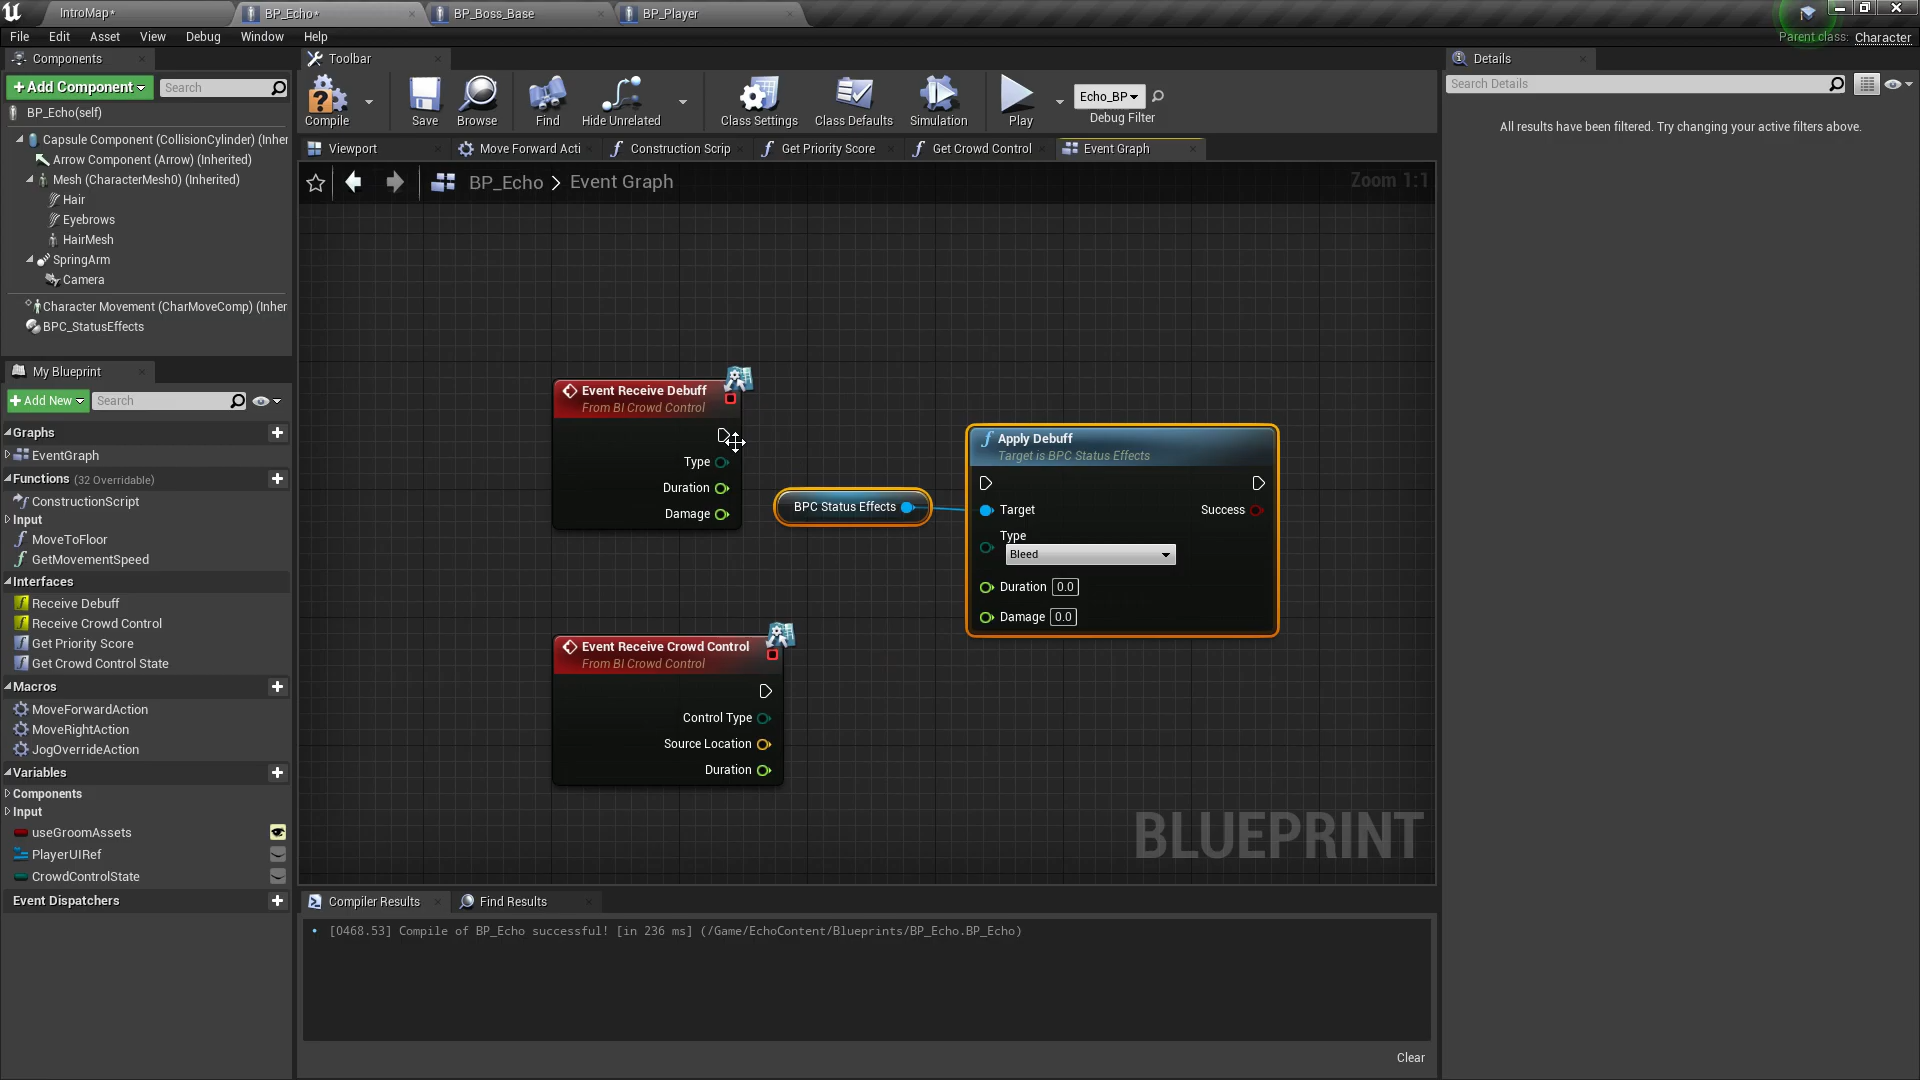 IntroMap*
BP_Echo*
BP_Boss_Base
BP_Player
File Edit Asset View Debug Window Help
Parent class: Character
Components
+Add Component
Search
BP_Echo(self)
Capsule Component (CollisionCylinder) (Inher
Arrow Component (Arrow) (Inherited)
Mesh (CharacterMesh0) (Inherited)
Hair
Eyebrows
HairMesh
SpringArm
Camera
Character Movement (CharMoveComp) (Inher
BPC_StatusEffects
My Blueprint
+Add New
Search
Graphs
EventGraph
Functions (32 Overridable)
ConstructionScript
Input
MoveToFloor
GetMovementSpeed
Interfaces
Receive Debuff
Receive Crowd Control
Get Priority Score
Get Crowd Control State
Macros
MoveForwardAction
MoveRightAction
JogOverrideAction
Variables
Components
Input
useGroomAssets
PlayerUIRef
CrowdControlState
Event Dispatchers
Toolbar
Compile
Save
Browse
Find
Hide Unrelated
Class Settings
Class Defaults
Simulation
Play
Echo_BP
Debug Filter
Viewport
Move Forward Acti
Construction Scrip
Get Priority Score
Get Crowd Control
Event Graph
BP_Echo > Event Graph
Zoom 1:1
Event Receive Debuff
From BI Crowd Control
Type
Duration
Damage
BPC Status Effects
Apply Debuff
Target is BPC Status Effects
Target
Success
Type
Bleed
Duration 0.0
Damage 0.0
Event Receive Crowd Control
From BI Crowd Control
Control Type
Source Location
Duration
BLUEPRINT
Compiler Results
Find Results
[0468.53] Compile of BP_Echo successful! [in 236 ms] (/Game/EchoContent/Blueprints/BP_Echo.BP_Echo)
Clear
Details
Search Details
All results have been filtered. Try changing your active filters above.